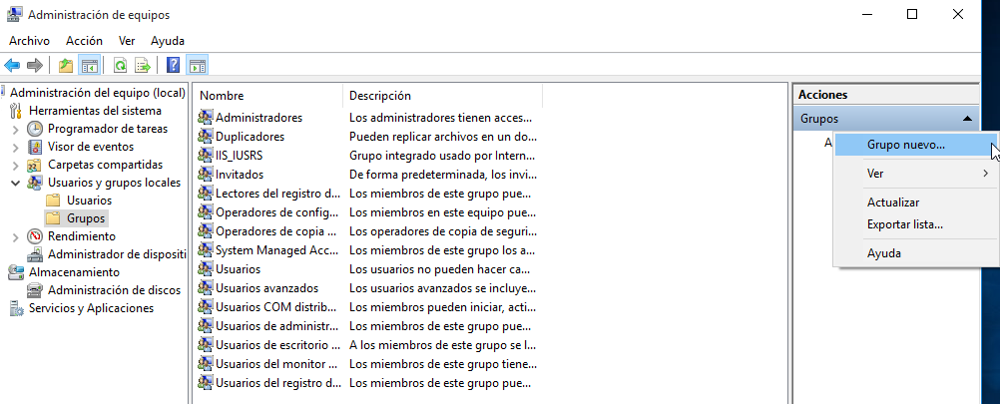 Administración de equipos
Archivo Acción Ver Ayuda
Administración del equipo (local)
Herramientas del sistema
Programador de tareas
Visor de eventos
Carpetas compartidas
Usuarios y grupos locales
Usuarios
Grupos
Rendimiento
Administrador de dispositi
Almacenamiento
Administración de discos
Servicios y Aplicaciones
Nombre Descripción
Administradores Los administradores tienen acces...
Duplicadores Pueden replicar archivos en un do...
IIS_IUSRS Grupo integrado usado por Intern...
Invitados De forma predeterminada, los invi...
Lectores del registro d... Los miembros de este grupo pue...
Operadores de config... Los miembros en este equipo pue...
Operadores de copia ... Los operadores de copia de seguri...
System Managed Acc... Los miembros de este grupo los a...
Usuarios Los usuarios no pueden hacer ca...
Usuarios avanzados Los usuarios avanzados se incluye...
Usuarios COM distrib... Los miembros pueden iniciar, acti...
Usuarios de administr... Los miembros de este grupo pue...
Usuarios de escritorio ... A los miembros de este grupo se l...
Usuarios del monitor ... Los miembros de este grupo tiene...
Usuarios del registro d... Los miembros de este grupo pue...
Acciones
Grupos
A
Grupo nuevo...
Ver
Actualizar
Exportar lista...
Ayuda